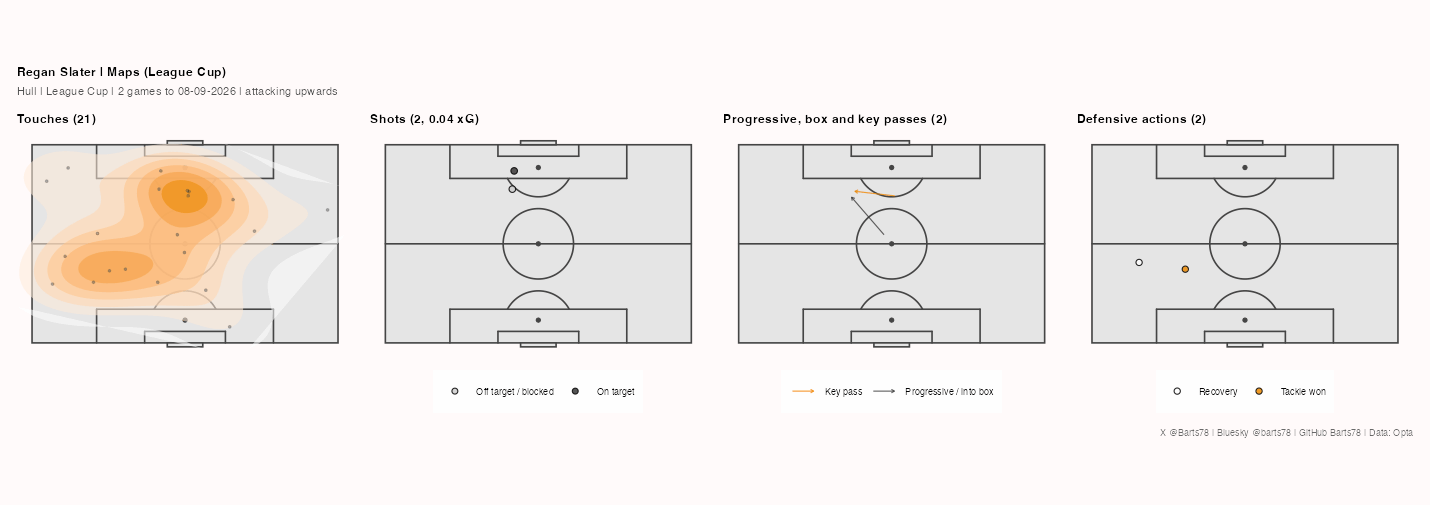 Regan Slater | Maps (League Cup)
Hull | League Cup | 2 games to 08-09-2026 | attacking upwards
Touches (21)
Shots (2, 0.04 xG)
Progressive, box and key passes (2)
Defensive actions (2)
Off target / blocked
On target
Key pass
Progressive / into box
Recovery
Tackle won
X @Barts78 | Bluesky @barts78 | GitHub Barts78 | Data: Opta